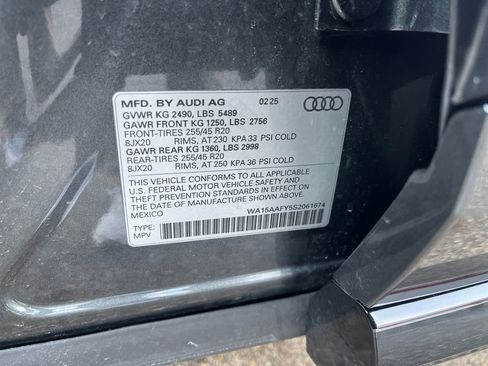 MFD. BY AUDI AG 02 25
GVWR KG 2490, LBS 5489
GAWR FRONT KG 1250, LBS 2756
FRONT-TIRES 255/45 R20
8JX20 RIMS, AT 230 KPA 33 PSI COLD
GAWR REAR KG 1360, LBS 2998
REAR-TIRES 255/45 R20
8JX20 RIMS, AT 250 KPA 36 PSI COLD
THIS VEHICLE CONFORMS TO ALL APPLICABLE
U.S. FEDERAL MOTOR VEHICLE SAFETY AND
THEFT PREVENTION STANDARDS IN EFFECT ON
THE DATE OF MANUFACTURE SHOWN ABOVE.
MEXICO
TYPE: WA15AAFY5S2061674
MPV